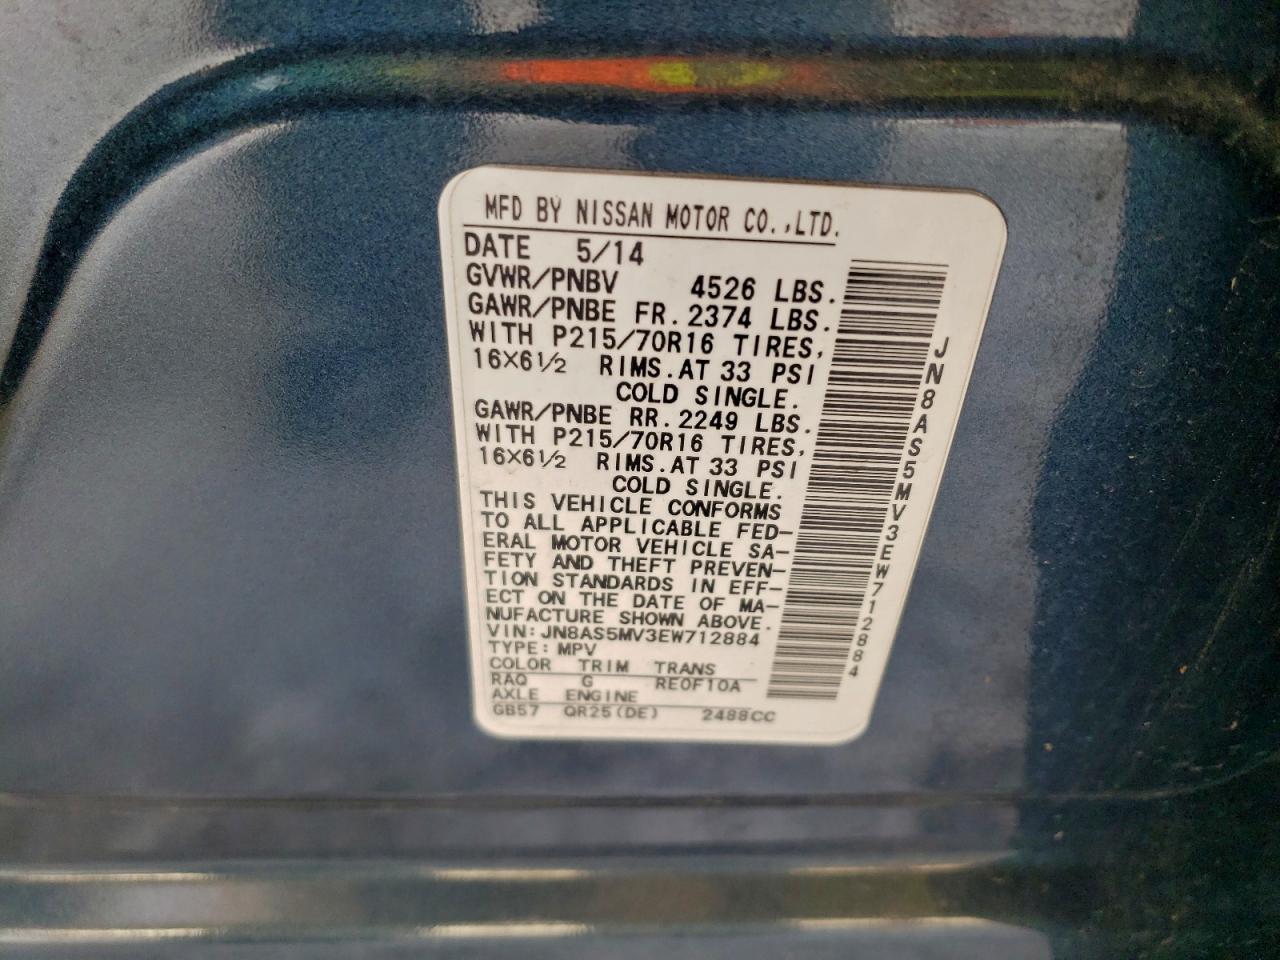 MFD BY NISSAN MOTOR CO.,LTD.
DATE 5/14
GVWR/PNBV 4526 LBS.
GAWR/PNBE FR. 2374 LBS.
WITH P215/70R16 TIRES,
16X6½ RIMS. AT 33 PSI
COLD SINGLE.
GAWR/PNBE RR. 2249 LBS.
WITH P215/70R16 TIRES,
16X6½ RIMS. AT 33 PSI
COLD SINGLE.
THIS VEHICLE CONFORMS
TO ALL APPLICABLE FED-
ERAL MOTOR VEHICLE SA-
FETY AND THEFT PREVEN-
TION STANDARDS IN EFF-
ECT ON THE DATE OF MA-
NUFACTURE SHOWN ABOVE.
VIN: JN8AS5MV3EW712884
TYPE: MPV
COLOR TRIM TRANS
RAQ G RE0F10A
AXLE ENGINE
GB57 QR25(DE) 2488CC
JN8AS5MV3EW712884